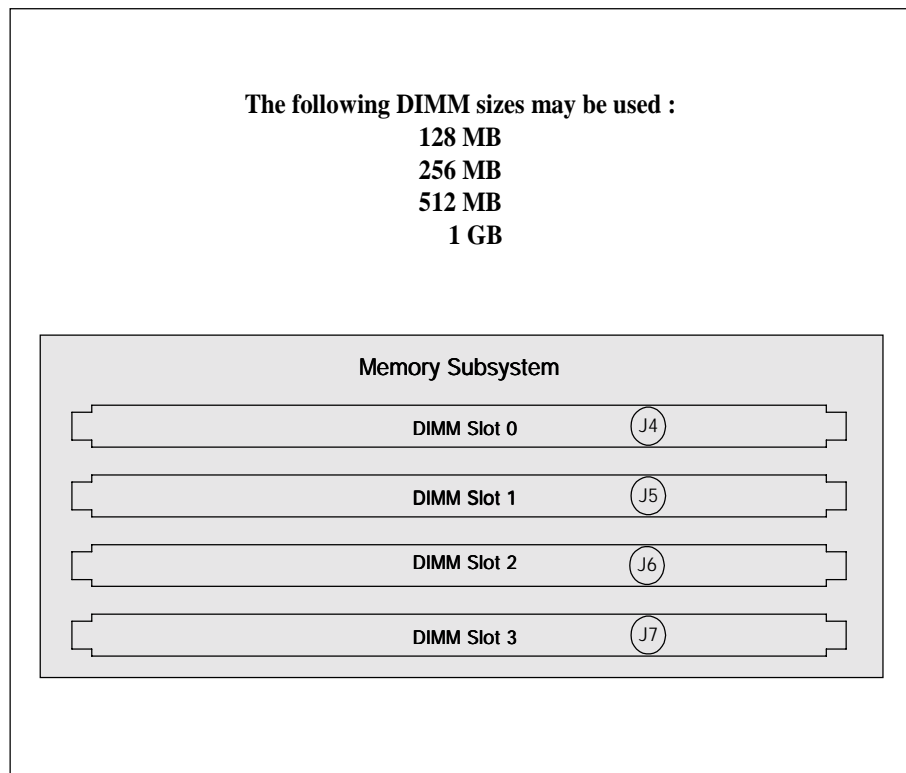 The following DIMM sizes may be used :
128 MB
256 MB
512 MB
1 GB
Memory Subsystem
DIMM Slot 0 J4
DIMM Slot 1 J5
DIMM Slot 2 J6
DIMM Slot 3 J7